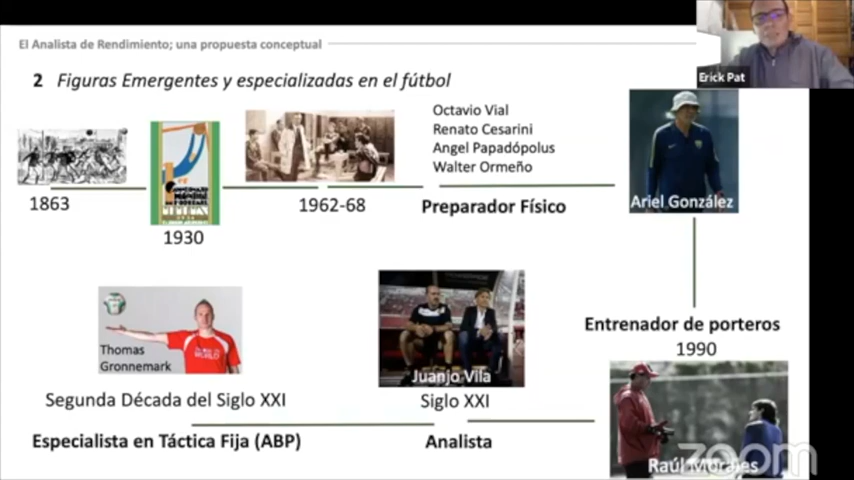 El Analista de Rendimiento; una propuesta conceptual
Erick Pat
2 Figuras Emergentes y especializadas en el fútbol
Octavio Vial
Renato Cesarini
Angel Papadópolus
Walter Ormeño
1863
1930
1962-68
Preparador Físico
Ariel González
Entrenador de porteros
1990
Thomas
Gronnemark
Juanjo Vila
Segunda Década del Siglo XXI
Siglo XXI
Especialista en Táctica Fija (ABP)
Analista
Raúl Morales
zoom